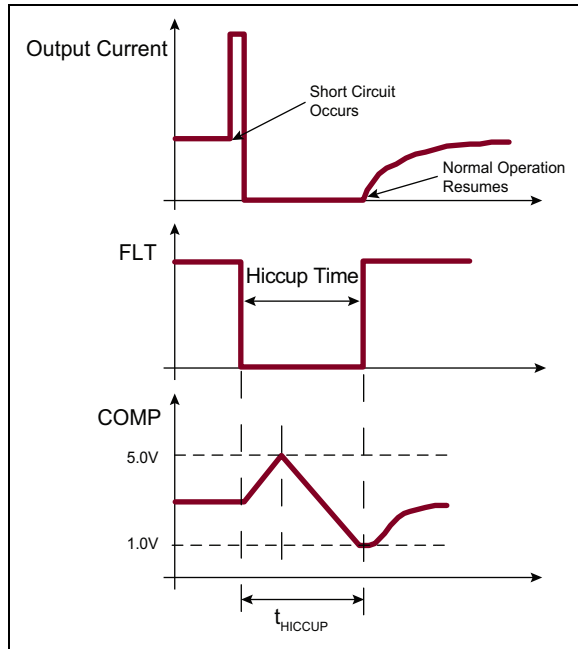 Output Current
Short Circuit
Occurs
Normal Operation
Resumes
FLT
Hiccup Time
COMP
5.0V
1.0V
tHICCUP